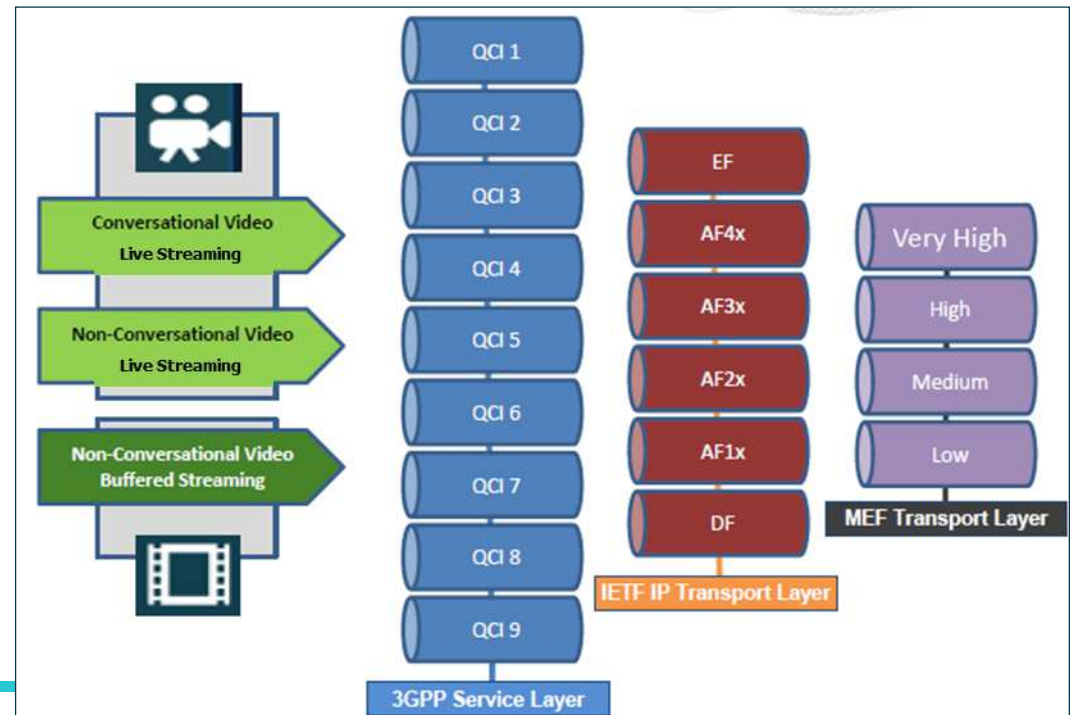 Conversational Video
Live Streaming
Non-Conversational Video
Live Streaming
Non-Conversational Video
Buffered Streaming
QCI 1
QCI 2
QCI 3
QCI 4
QCI 5
QCI 6
QCI 7
QCI 8
QCI 9
3GPP Service Layer
EF
AF4x
AF3x
AF2x
AF1x
DF
IETF IP Transport Layer
Very High
High
Medium
Low
MEF Transport Layer